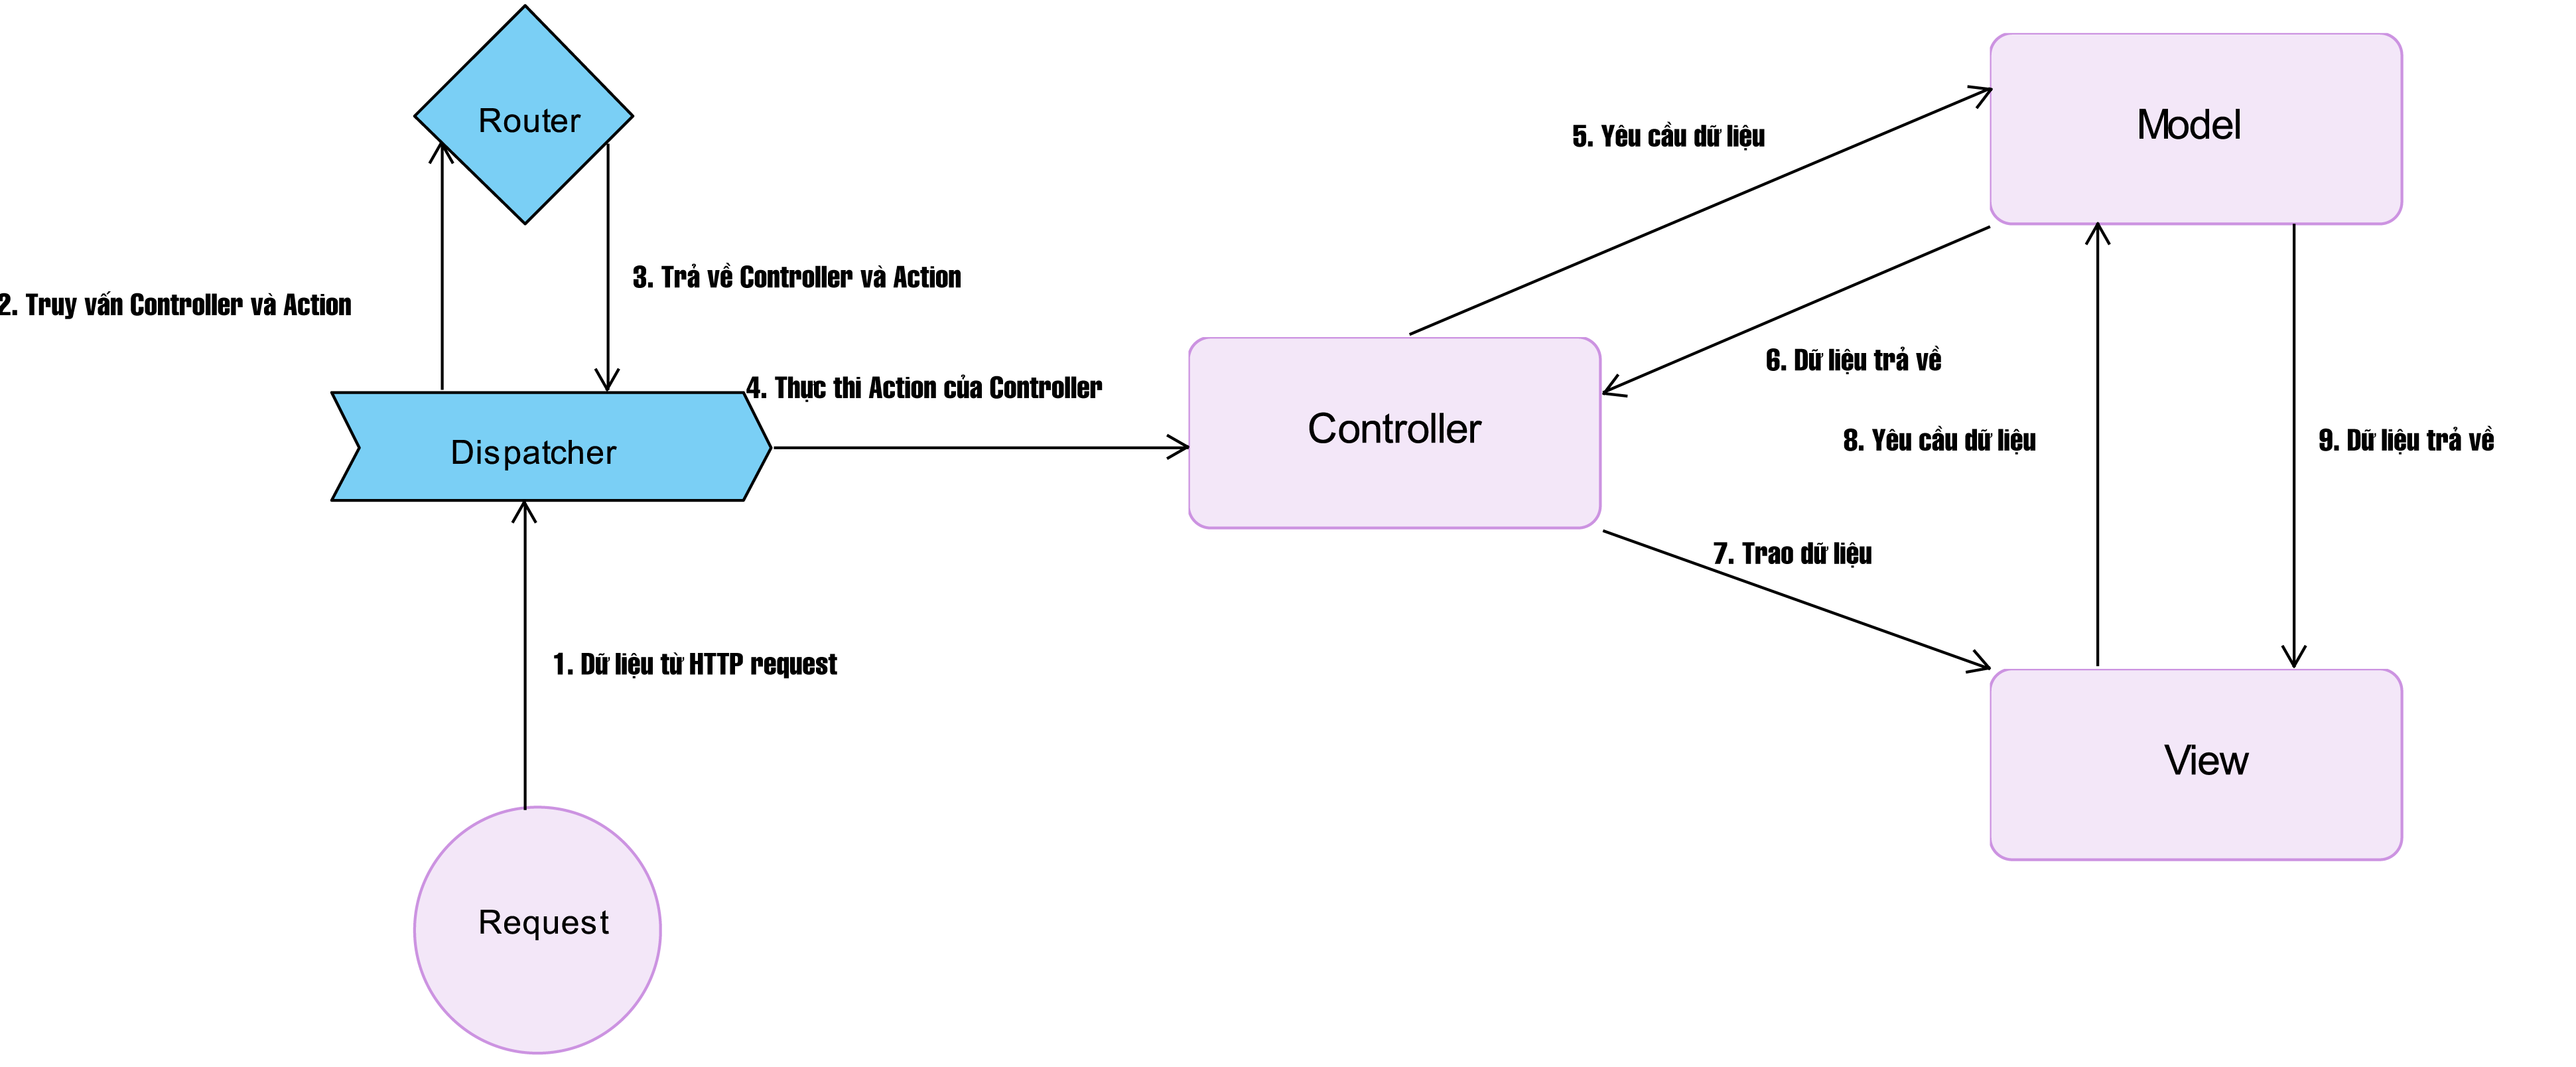 Router
Model
5. Yêu cầu dữ liệu
3. Trả về Controller và Action
2. Truy vấn Controller và Action
6. Dữ liệu trả về
4. Thực thi Action của Controller
Controller
8. Yêu cầu dữ liệu
9. Dữ liệu trả về
Dispatcher
7. Trao dữ liệu
1. Dữ liệu từ HTTP request
View
Request